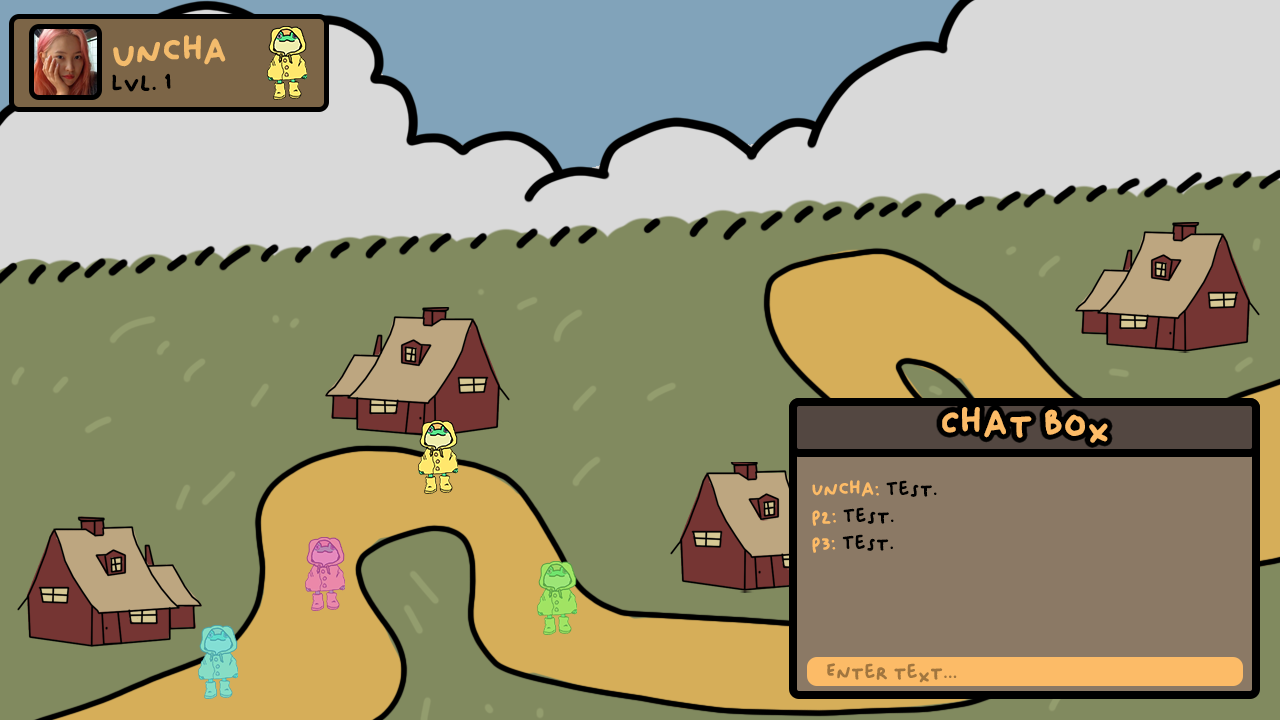 UNCHA
LVL. 1
CHAT BOX
UNCHA: TEST.
P2: TEST.
P3: TEST.
ENTER TEXT...